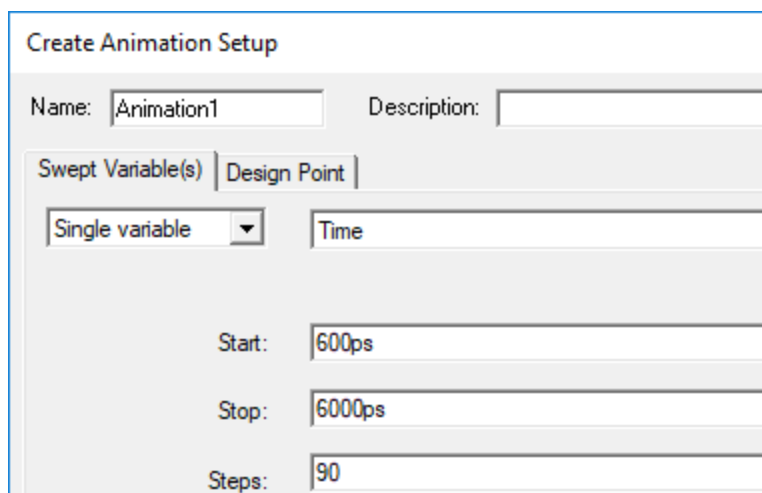 Create Animation Setup
Name: Animation1 Description:
Swept Variable(s) Design Point
Single variable Time
Start: 600ps
Stop: 6000ps
Steps: 90